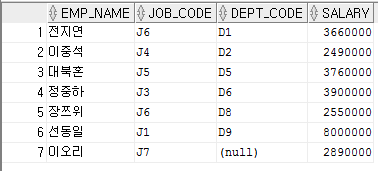 EMP_NAME JOB_CODE DEPT_CODE SALARY
1 전지연 J6 D1 3660000
2 이중석 J4 D2 2490000
3 대북혼 J5 D5 3760000
4 정중하 J3 D6 3900000
5 장쯔위 J6 D8 2550000
6 선동일 J1 D9 8000000
7 이오리 J7 (null) 2890000